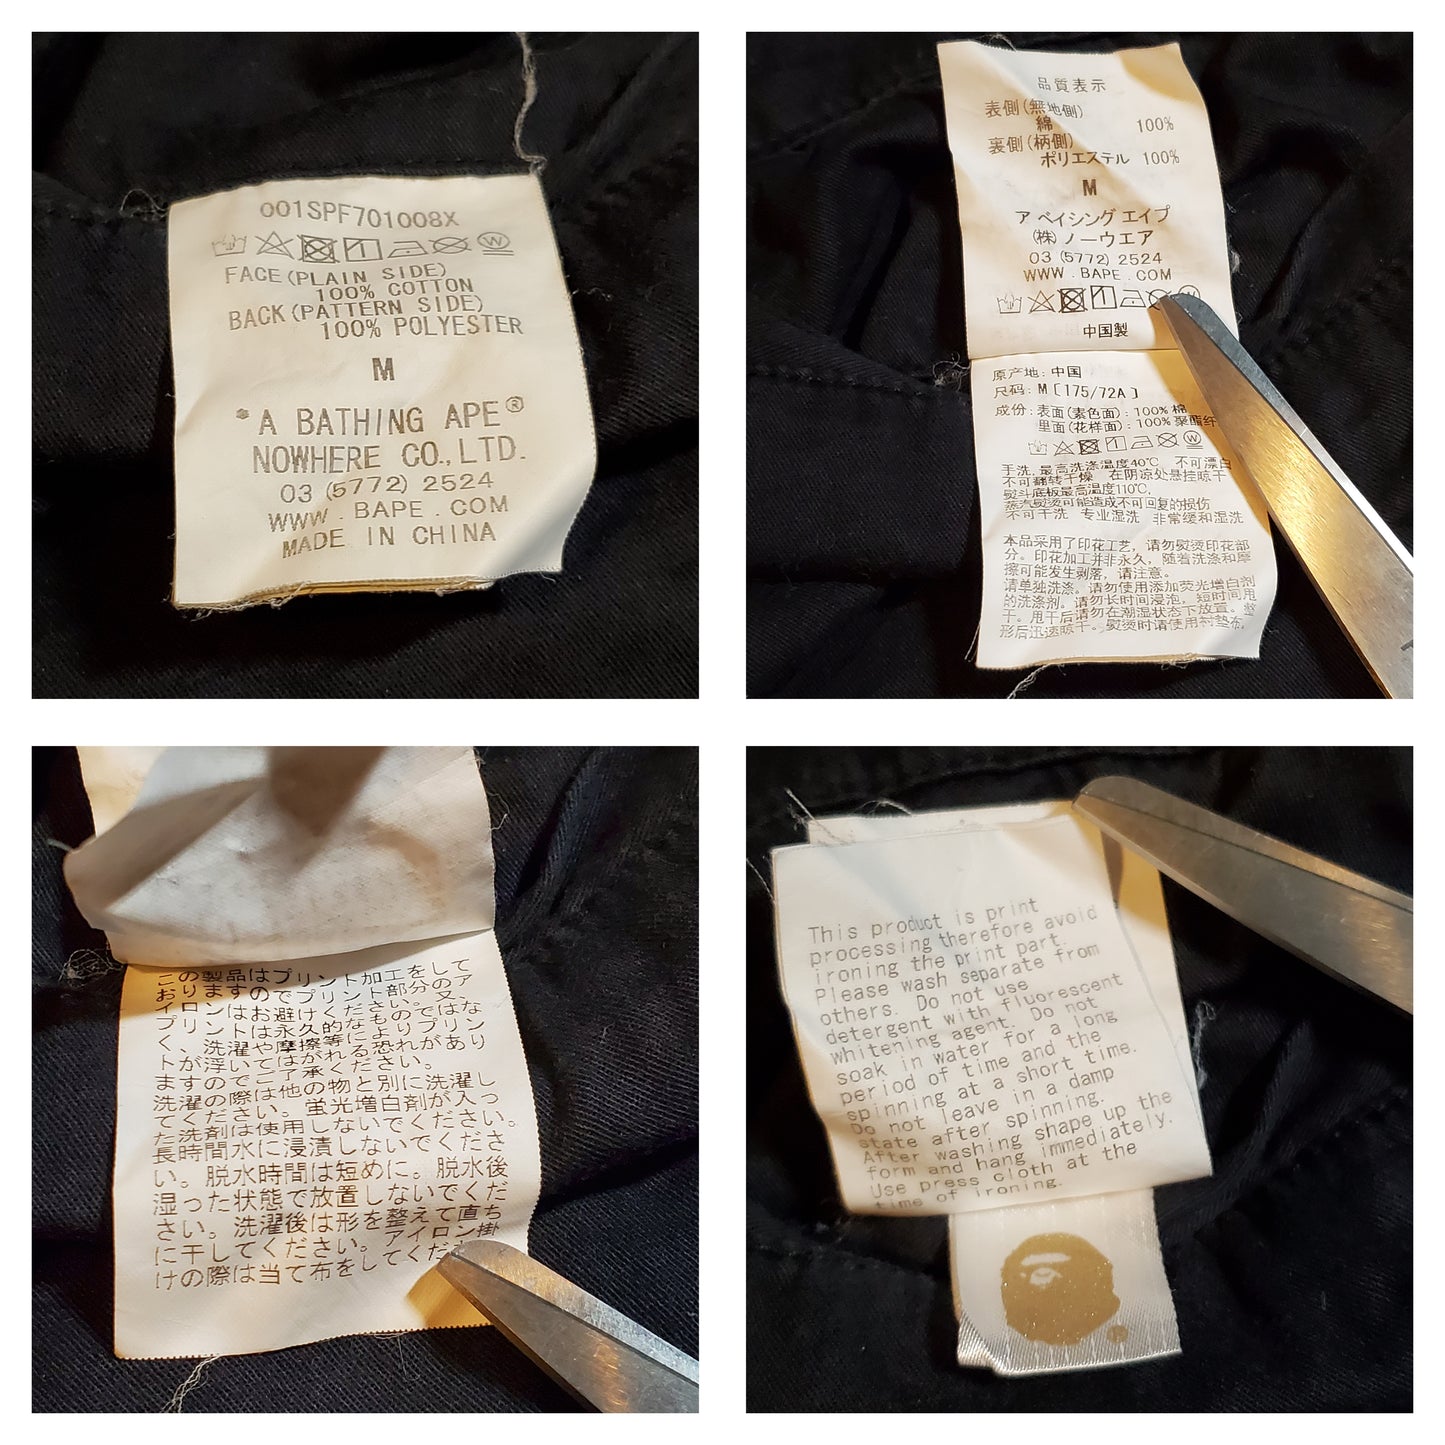 001SPF701008X
FACE(PLAIN SIDE)
100% COTTON
BACK(PATTERN SIDE)
100% POLYESTER
M
*A BATHING APE®
NOWHERE CO.,LTD.
03 (5772) 2524
WWW.BAPE.COM
MADE IN CHINA
品質表示
表側(無地側)
綿 100%
裏側(柄側)
ポリエステル 100%
M
ア ベイシング エイプ
(株) ノーウエア
03 (5772) 2524
WWW.BAPE.COM
中国製
原产地: 中国
尺码: M [175/72A]
成份: 表面(素色面): 100% 棉
里面(花样面): 100% 聚酯纤
手洗, 最高洗涤温度40℃ 不可漂白
不可翻转干燥 在阴凉处悬挂晾干
熨斗底板最高温度110℃,
蒸汽熨烫可能造成不可回复的损伤
不可干洗 专业湿洗 非常缓和湿洗
本品采用了印花工艺, 请勿熨烫印花部
分。印花加工并非永久, 随着洗涤和摩
擦可能发生剥落, 请注意。
请单独洗涤。请勿使用添加荧光增白剂
的洗涤剂。请勿长时间浸泡, 短时间甩
干。甩干后请勿在潮湿状态下放置。整
形后迅速晾干。熨烫时请使用衬垫布。
この製品はプリント加工をして
おりますのでプリント部分のア
イロンはお避けください。又、
プリントは永久的なものではな
く、洗濯や摩擦等によりプリン
トが浮いてはがれる恐れがあり
ますのでご了承ください。
洗濯の際は他の物と別に洗濯し
てください。蛍光増白剤が入っ
た洗剤は使用しないでください。
長時間水に浸漬しないでくださ
い。脱水時間は短めに。脱水後
湿った状態で放置しないでくだ
さい。洗濯後は形を整えて直ち
に干してください。アイロン掛
けの際は当て布をしてくだ
This product is print
processing therefore avoid
ironing the print part.
Please wash separate from
others. Do not use
detergent with fluorescent
whitening agent. Do not
soak in water for a long
period of time and the
spinning at a short time.
Do not leave in a damp
state after spinning.
After washing shape up the
form and hang immediately.
Use press cloth at the
time of ironing.